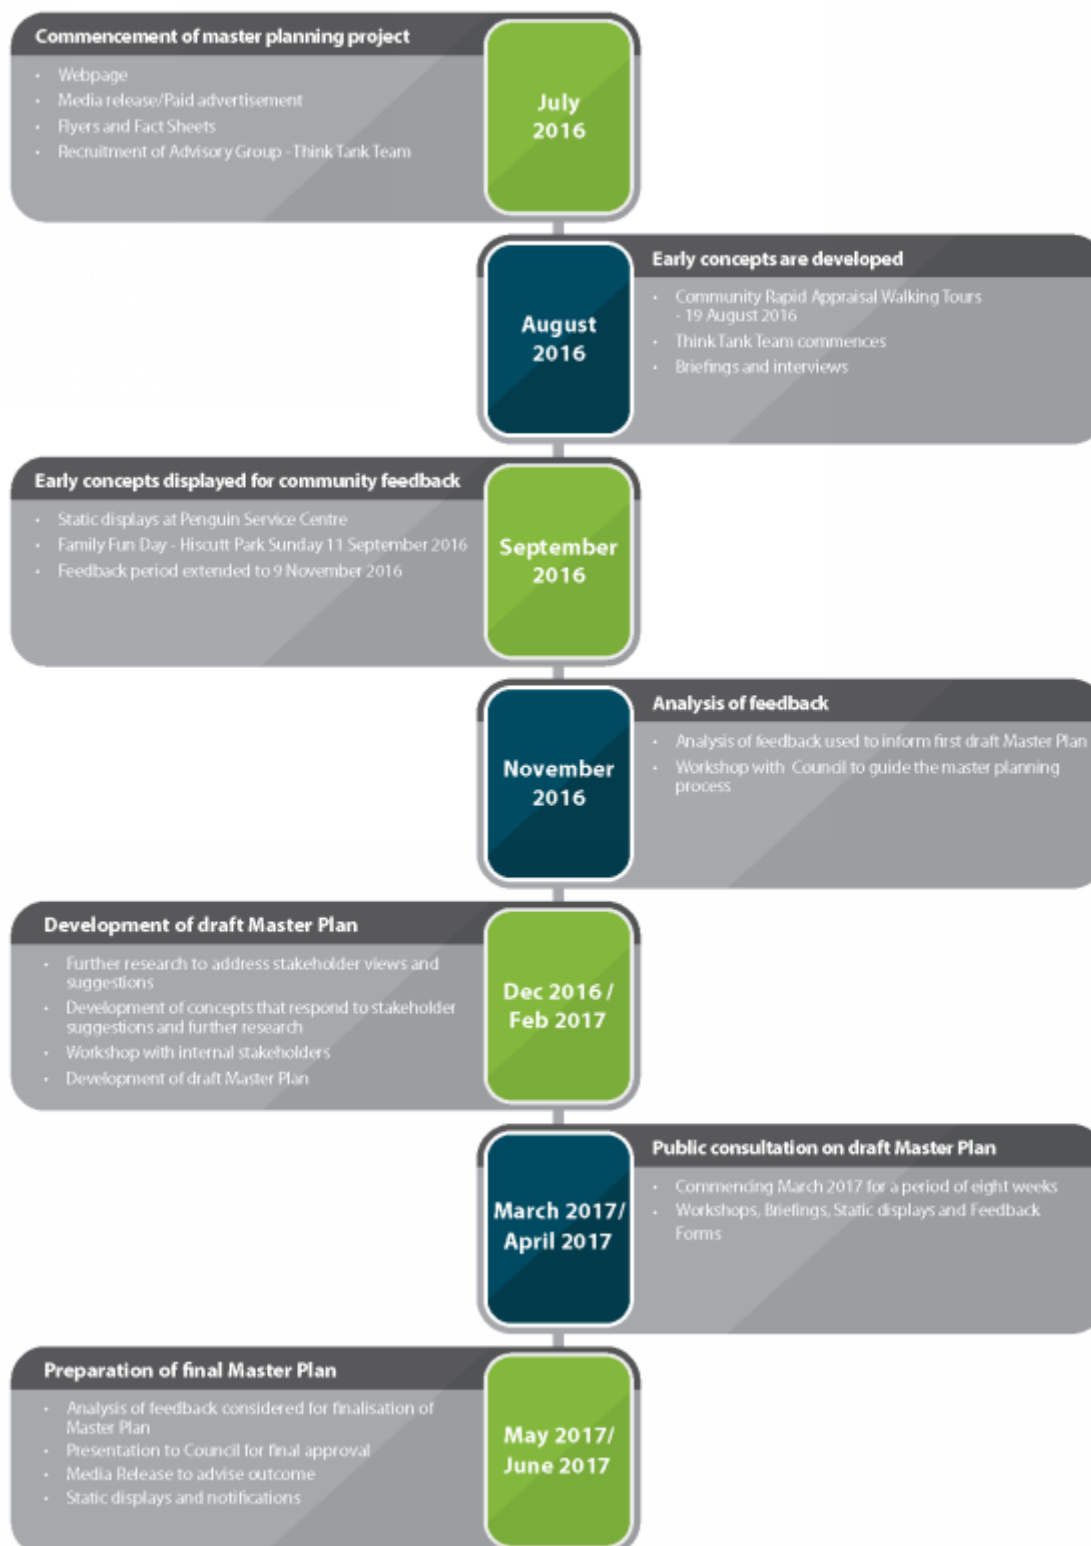 Commencement of master planning project
• Webpage
• Media release/Paid advertisement
• Flyers and Fact Sheets
• Recruitment of Advisory Group - Think Tank Team
July
2016
Early concepts are developed
• Community Rapid Appraisal Walking Tours
- 19 August 2016
• Think Tank Team commences
• Briefings and interviews
August
2016
Early concepts displayed for community feedback
• Static displays at Penguin Service Centre
• Family Fun Day - Hiscutt Park Sunday 11 September 2016
• Feedback period extended to 9 November 2016
September
2016
Analysis of feedback
• Analysis of feedback used to inform first draft Master Plan
• Workshop with Council to guide the master planning
process
November
2016
Development of draft Master Plan
• Further research to address stakeholder views and
suggestions
• Development of concepts that respond to stakeholder
suggestions and further research
• Workshop with internal stakeholders
• Development of draft Master Plan
Dec 2016 /
Feb 2017
Public consultation on draft Master Plan
• Commencing March 2017 for a period of eight weeks
• Workshops, Briefings, Static displays and Feedback
Forms
March 2017/
April 2017
Preparation of final Master Plan
• Analysis of feedback considered for finalisation of
Master Plan
• Presentation to Council for final approval
• Media Release to advise outcome
• Static displays and notifications
May 2017/
June 2017